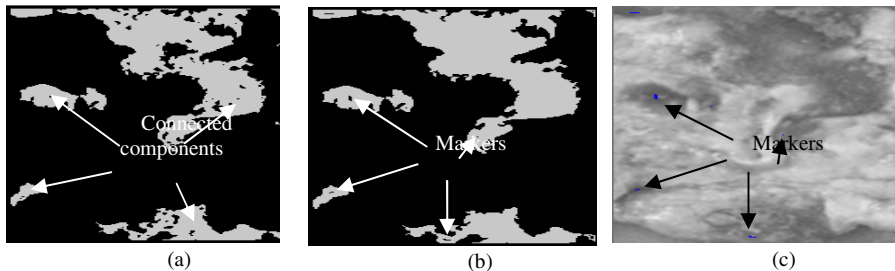 Connected
components
Markers
Markers
(a)
(b)
(c)